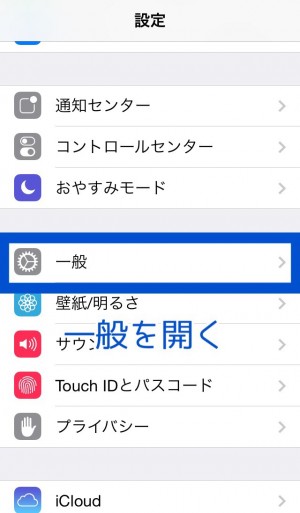 設定
通知センター
コントロールセンター
おやすみモード
一般
壁紙/明るさ
一般を開く
サウン
Touch IDとパスコード
プライバシー
iCloud